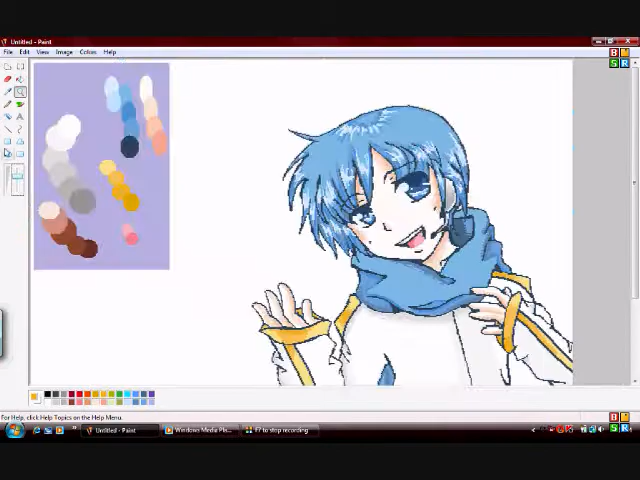 Untitled - Paint
File Edit View Image Colors Help
For Help, click Help Topics on the Help Menu.
Untitled - Paint
Windows Media Pla...
F7 to stop recording